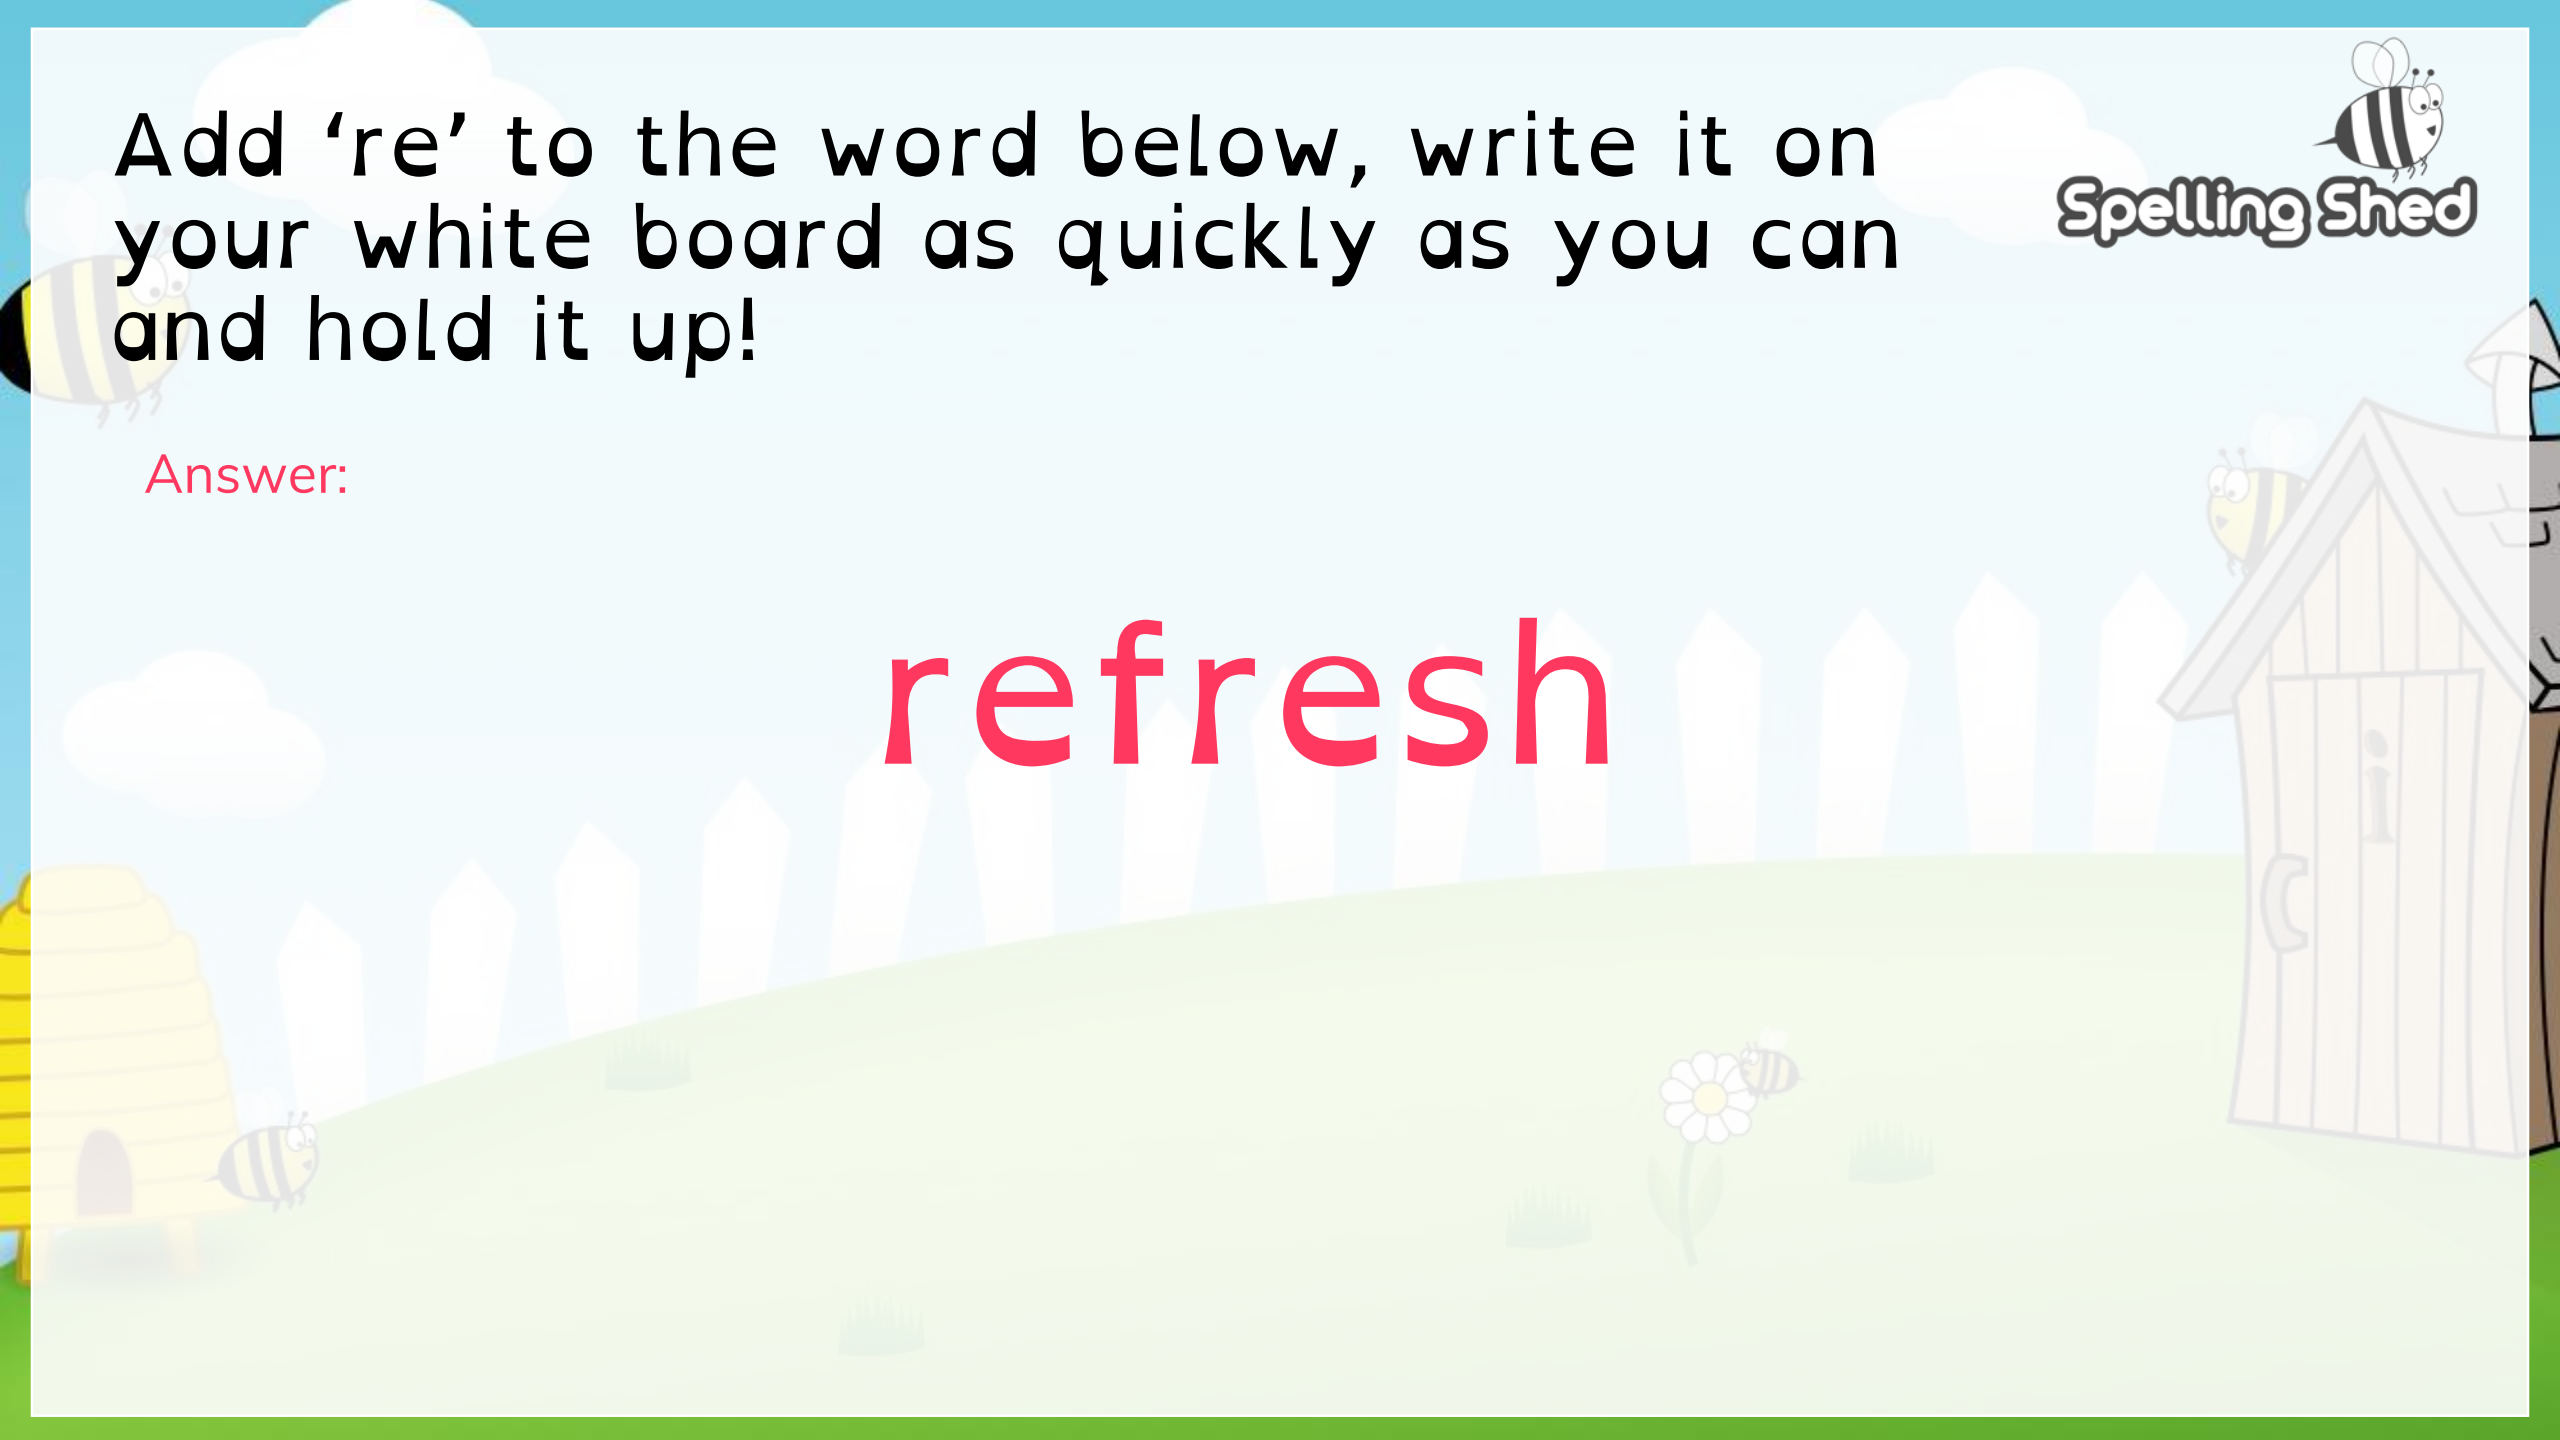 Add ‘re’ to the word below, write it on
your white board as quickly as you can
and hold it up!
Spelling Shed
Answer:
refresh
i